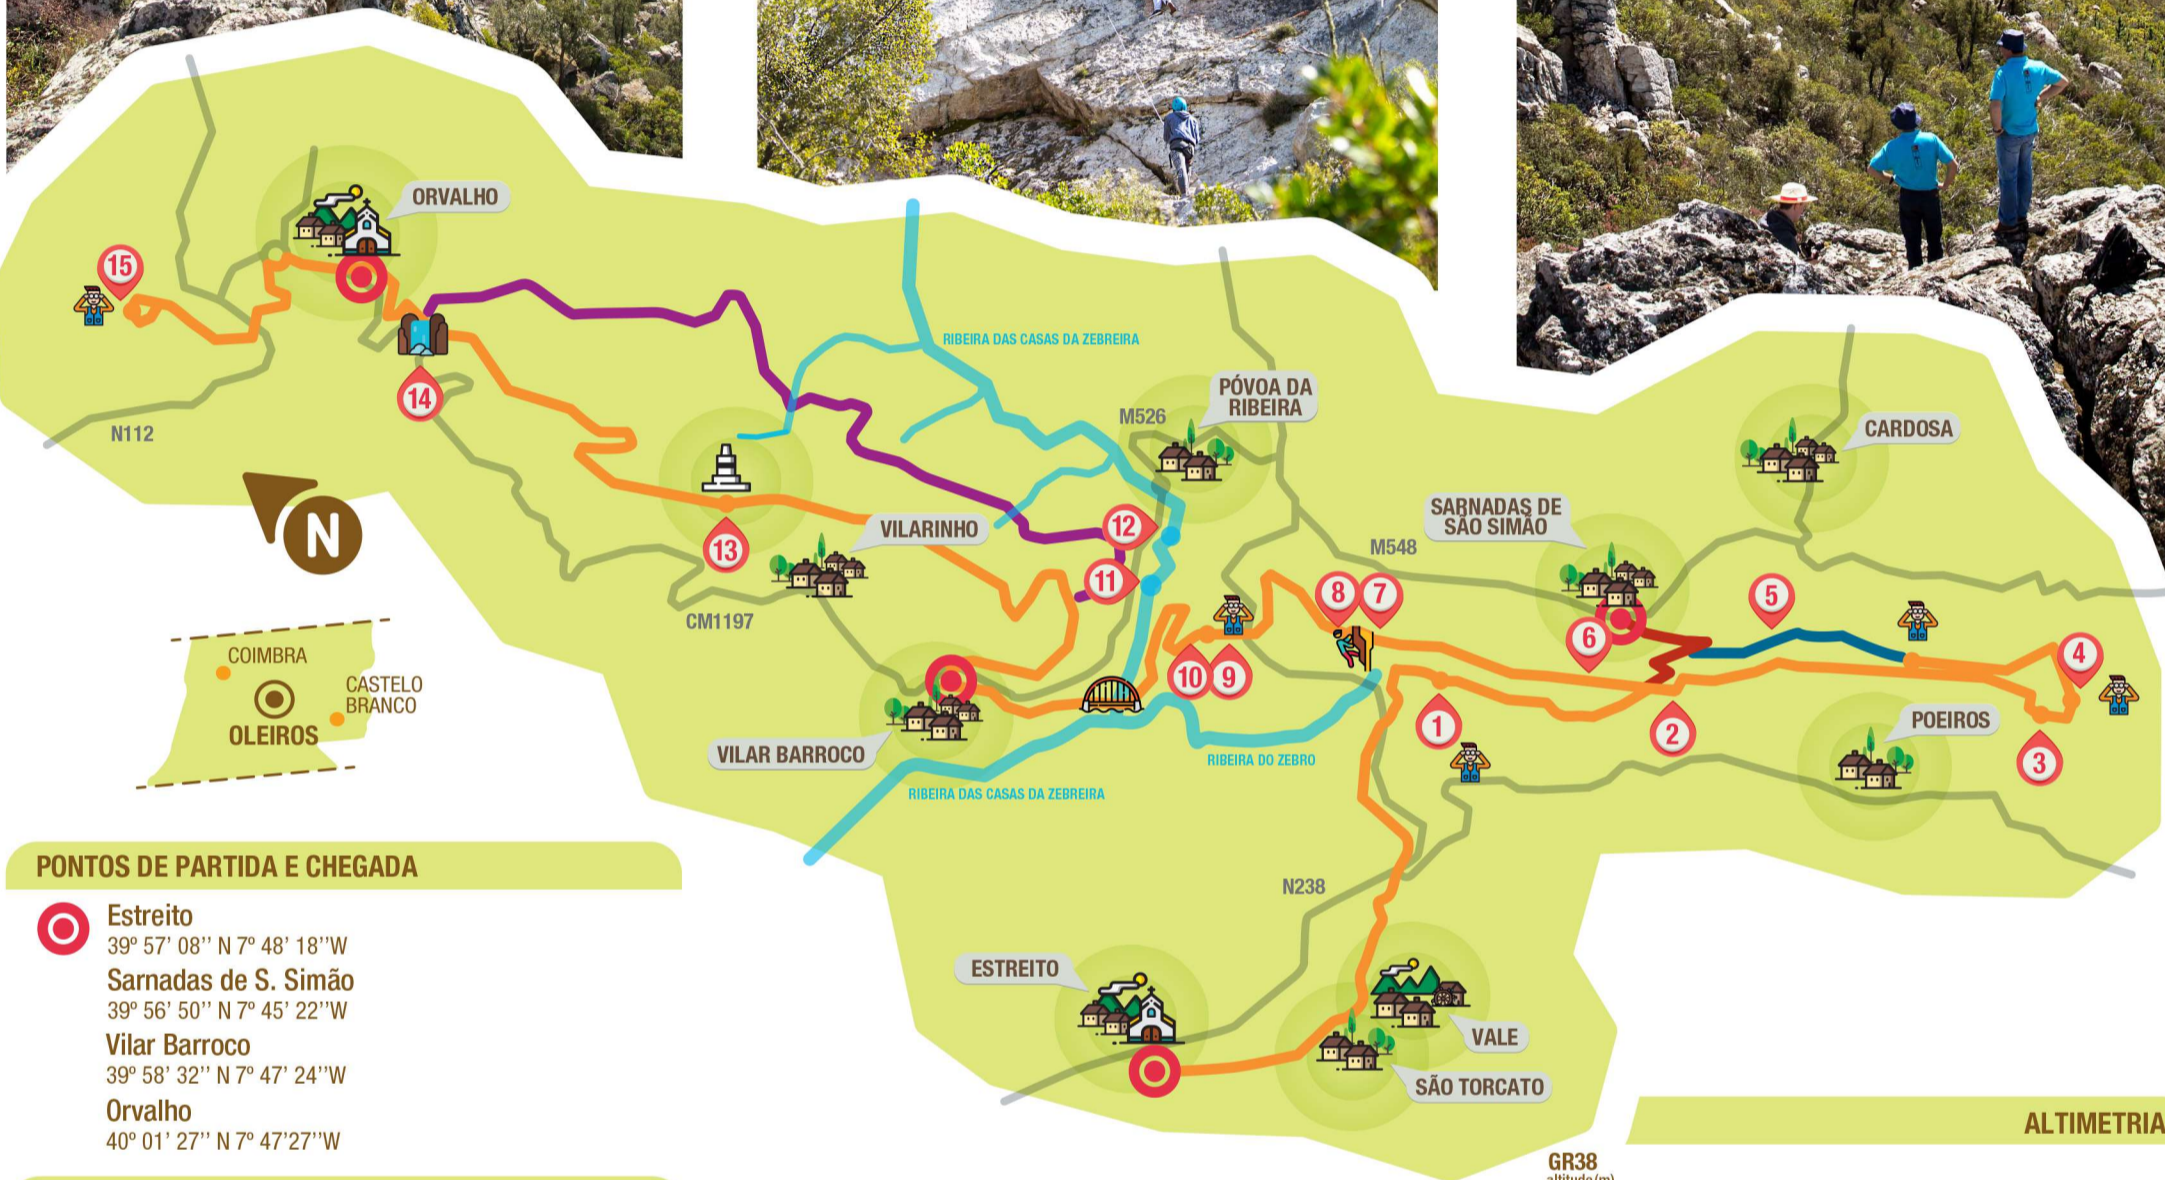 ORVALHO
15
14
N112
N
RIBEIRA DAS CASAS DA ZEBREIRA
PÓVOA DA
RIBEIRA
M526
CARDOSA
SARNADAS DE
SÃO SIMÃO
M548
VILARINHO
13
12
11
CM1197
8
7
6
5
4
10
9
1
2
3
POEIROS
VILAR BARROCO
RIBEIRA DO ZEBRO
RIBEIRA DAS CASAS DA ZEBREIRA
COIMBRA
CASTELO
BRANCO
OLEIROS
N238
ESTREITO
VALE
SÃO TORCATO
PONTOS DE PARTIDA E CHEGADA
Estreito
39º 57’ 08’’ N 7º 48’ 18’’W
Sarnadas de S. Simão
39º 56’ 50’’ N 7º 45’ 22’’W
Vilar Barroco
39º 58’ 32’’ N 7º 47’ 24’’W
Orvalho
40º 01’ 27’’ N 7º 47’27’’W
ALTIMETRIA
GR38
altitude (m)